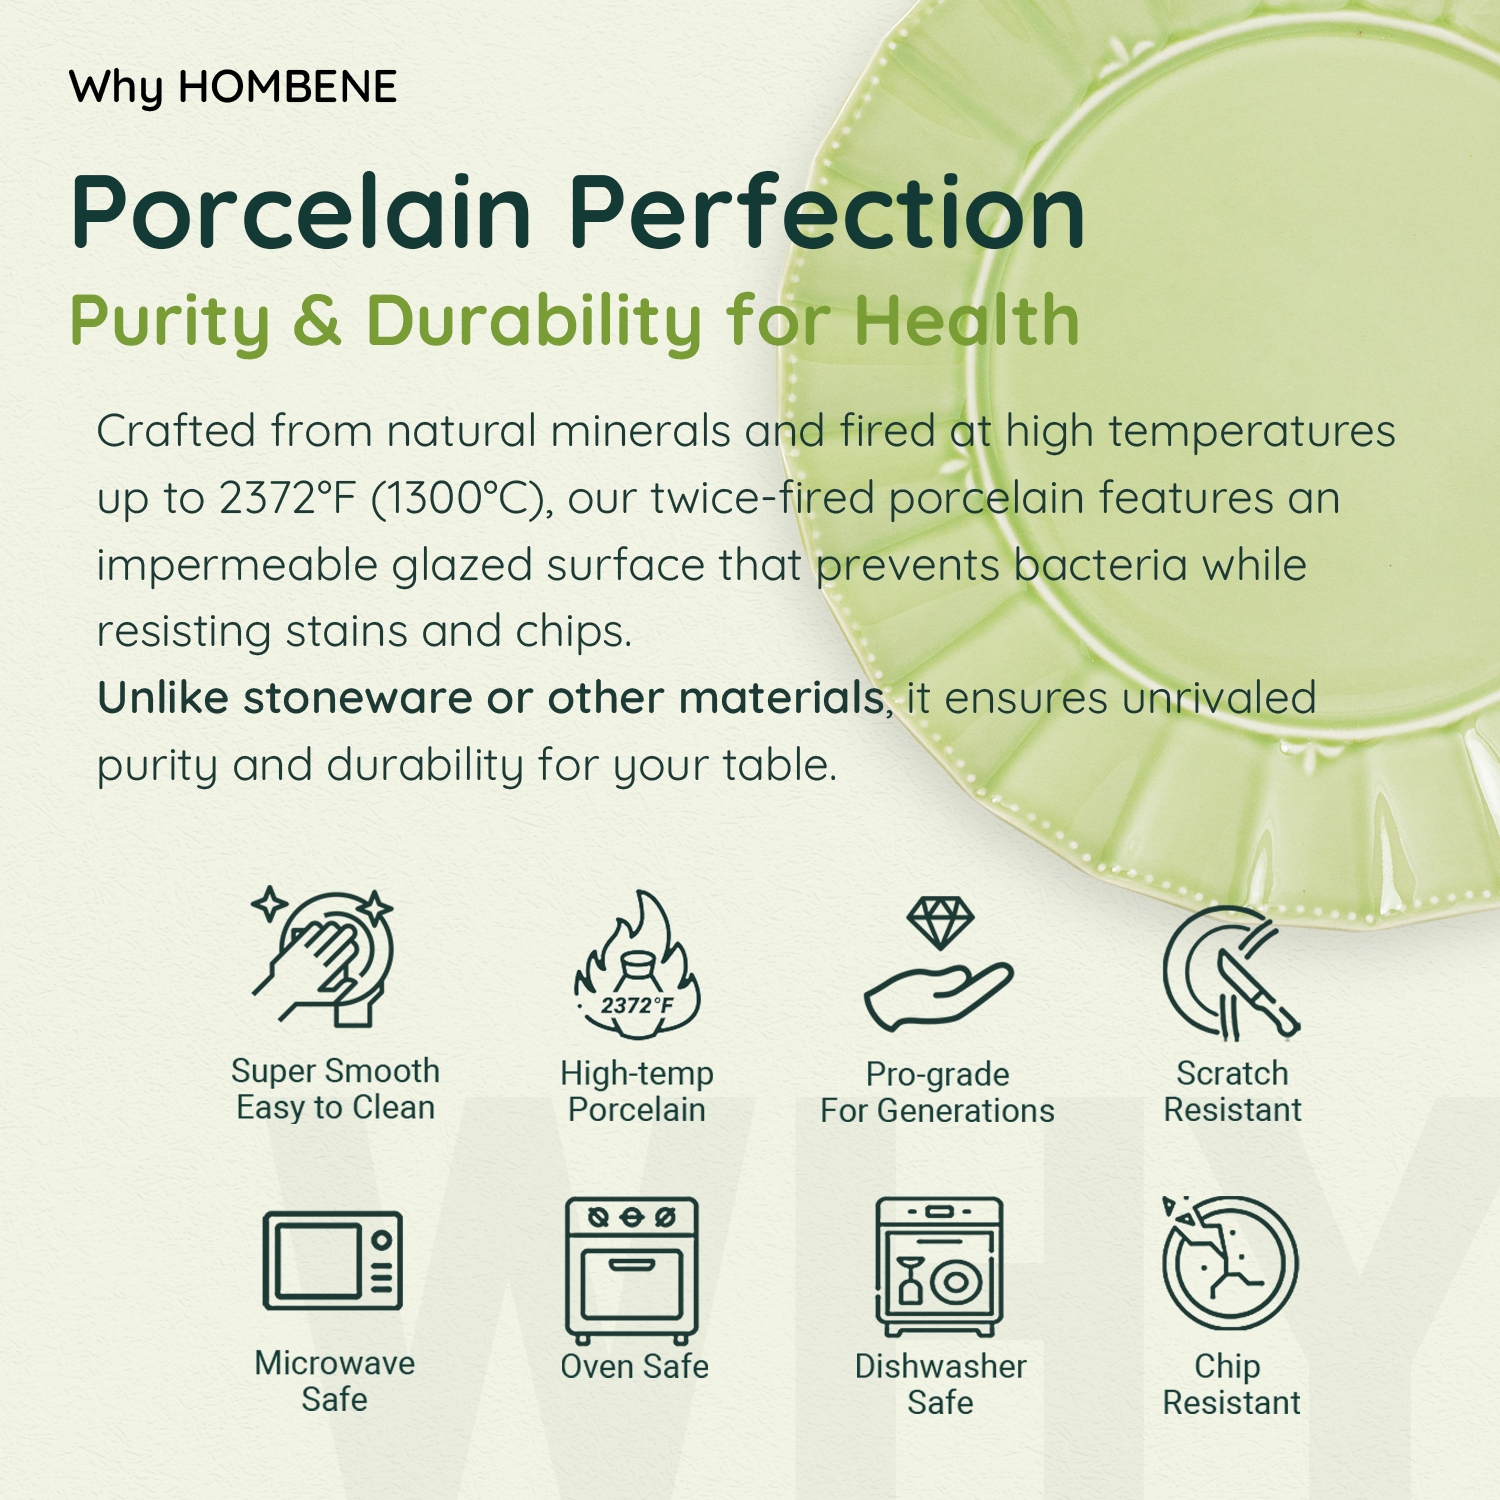 Why HOMBENE
Porcelain Perfection
Purity & Durability for Health
Crafted from natural minerals and fired at high temperatures
up to 2372°F (1300°C), our twice-fired porcelain features an
impermeable glazed surface that prevents bacteria while
resisting stains and chips.
Unlike stoneware or other materials, it ensures unrivaled
purity and durability for your table.
2372°F
Super Smooth
Easy to Clean
High-temp
Porcelain
Pro-grade
For Generations
Scratch
Resistant
WHY
Microwave
Safe
Oven Safe
Dishwasher
Safe
Chip
Resistant